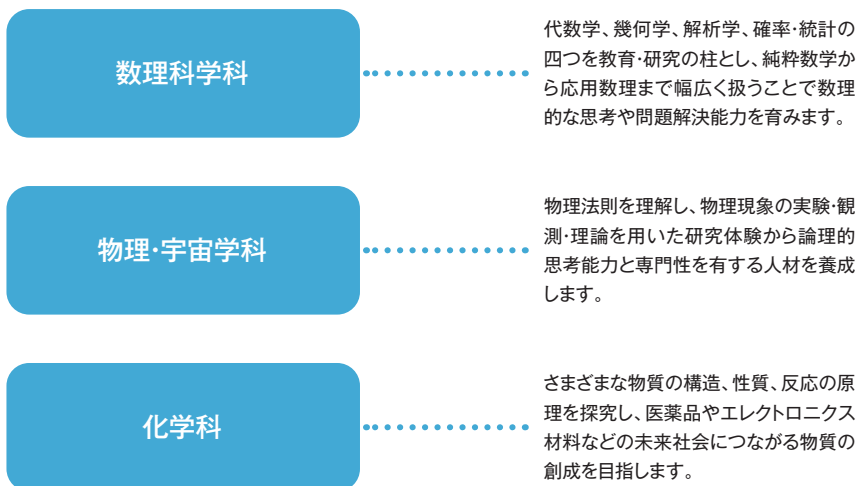 数理科学科
代数学、幾何学、解析学、確率・統計の
四つを教育・研究の柱とし、純粋数学か
ら応用数理まで幅広く扱うことで数理
的な思考や問題解決能力を育みます。
物理・宇宙学科
物理法則を理解し、物理現象の実験・観
測・理論を用いた研究体験から論理的
思考能力と専門性を有する人材を養成
します。
化学科
さまざまな物質の構造、性質、反応の原
理を探究し、医薬品やエレクトロニクス
材料などの未来社会につながる物質の
創成を目指します。